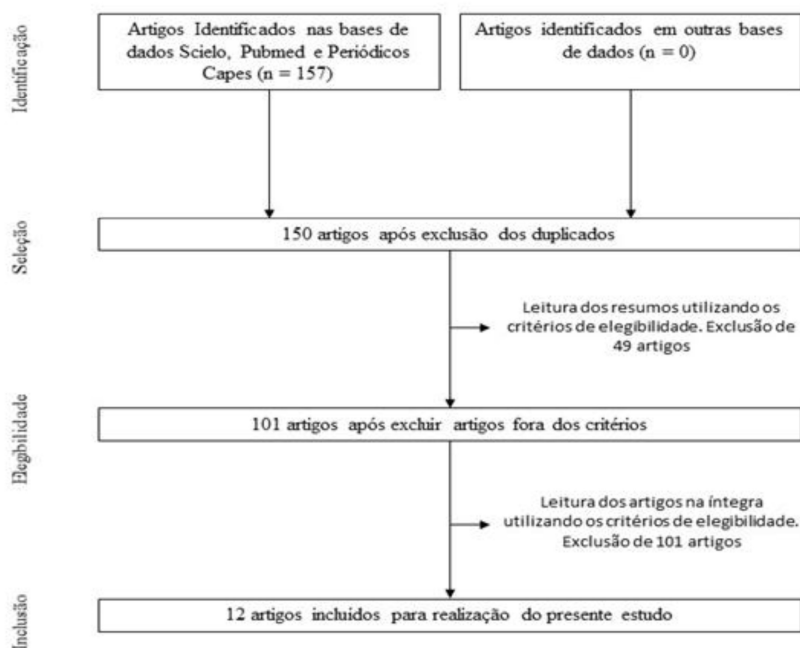 Identificação
Artigos Identificados nas bases de
dados Scielo, Pubmed e Periódicos
Capes (n = 157)
Artigos identificados em outras bases
de dados (n = 0)
Seleção
150 artigos após exclusão dos duplicados
Leitura dos resumos utilizando os
critérios de elegibilidade. Exclusão de
49 artigos
Elegibilidade
101 artigos após excluir artigos fora dos critérios
Leitura dos artigos na íntegra
utilizando os critérios de elegibilidade.
Exclusão de 101 artigos
Inclusão
12 artigos incluídos para realização do presente estudo